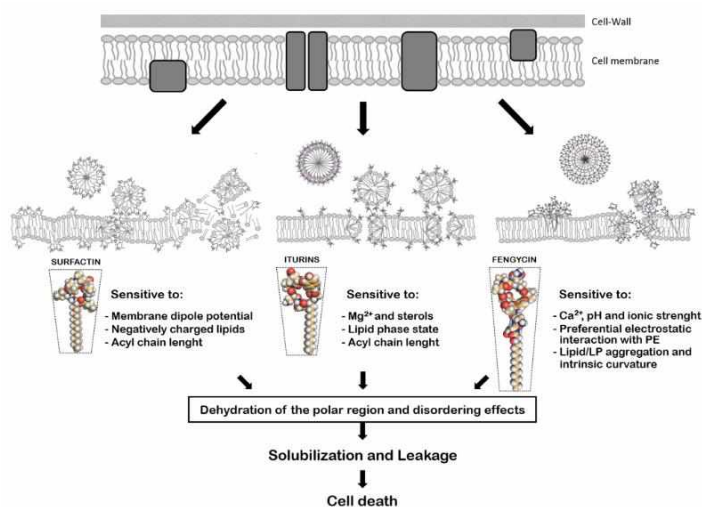 Cell-Wall
Cell membrane
SURFACTIN
Sensitive to:
- Membrane dipole potential
- Negatively charged lipids
- Acyl chain lenght
ITURINS
Sensitive to:
- Mg²⁺ and sterols
- Lipid phase state
- Acyl chain lenght
FENGYCIN
Sensitive to:
- Ca²⁺, pH and ionic strenght
- Preferential electrostatic
interaction with PE
- Lipid/LP aggregation and
intrinsic curvature
Dehydration of the polar region and disordering effects
Solubilization and Leakage
Cell death